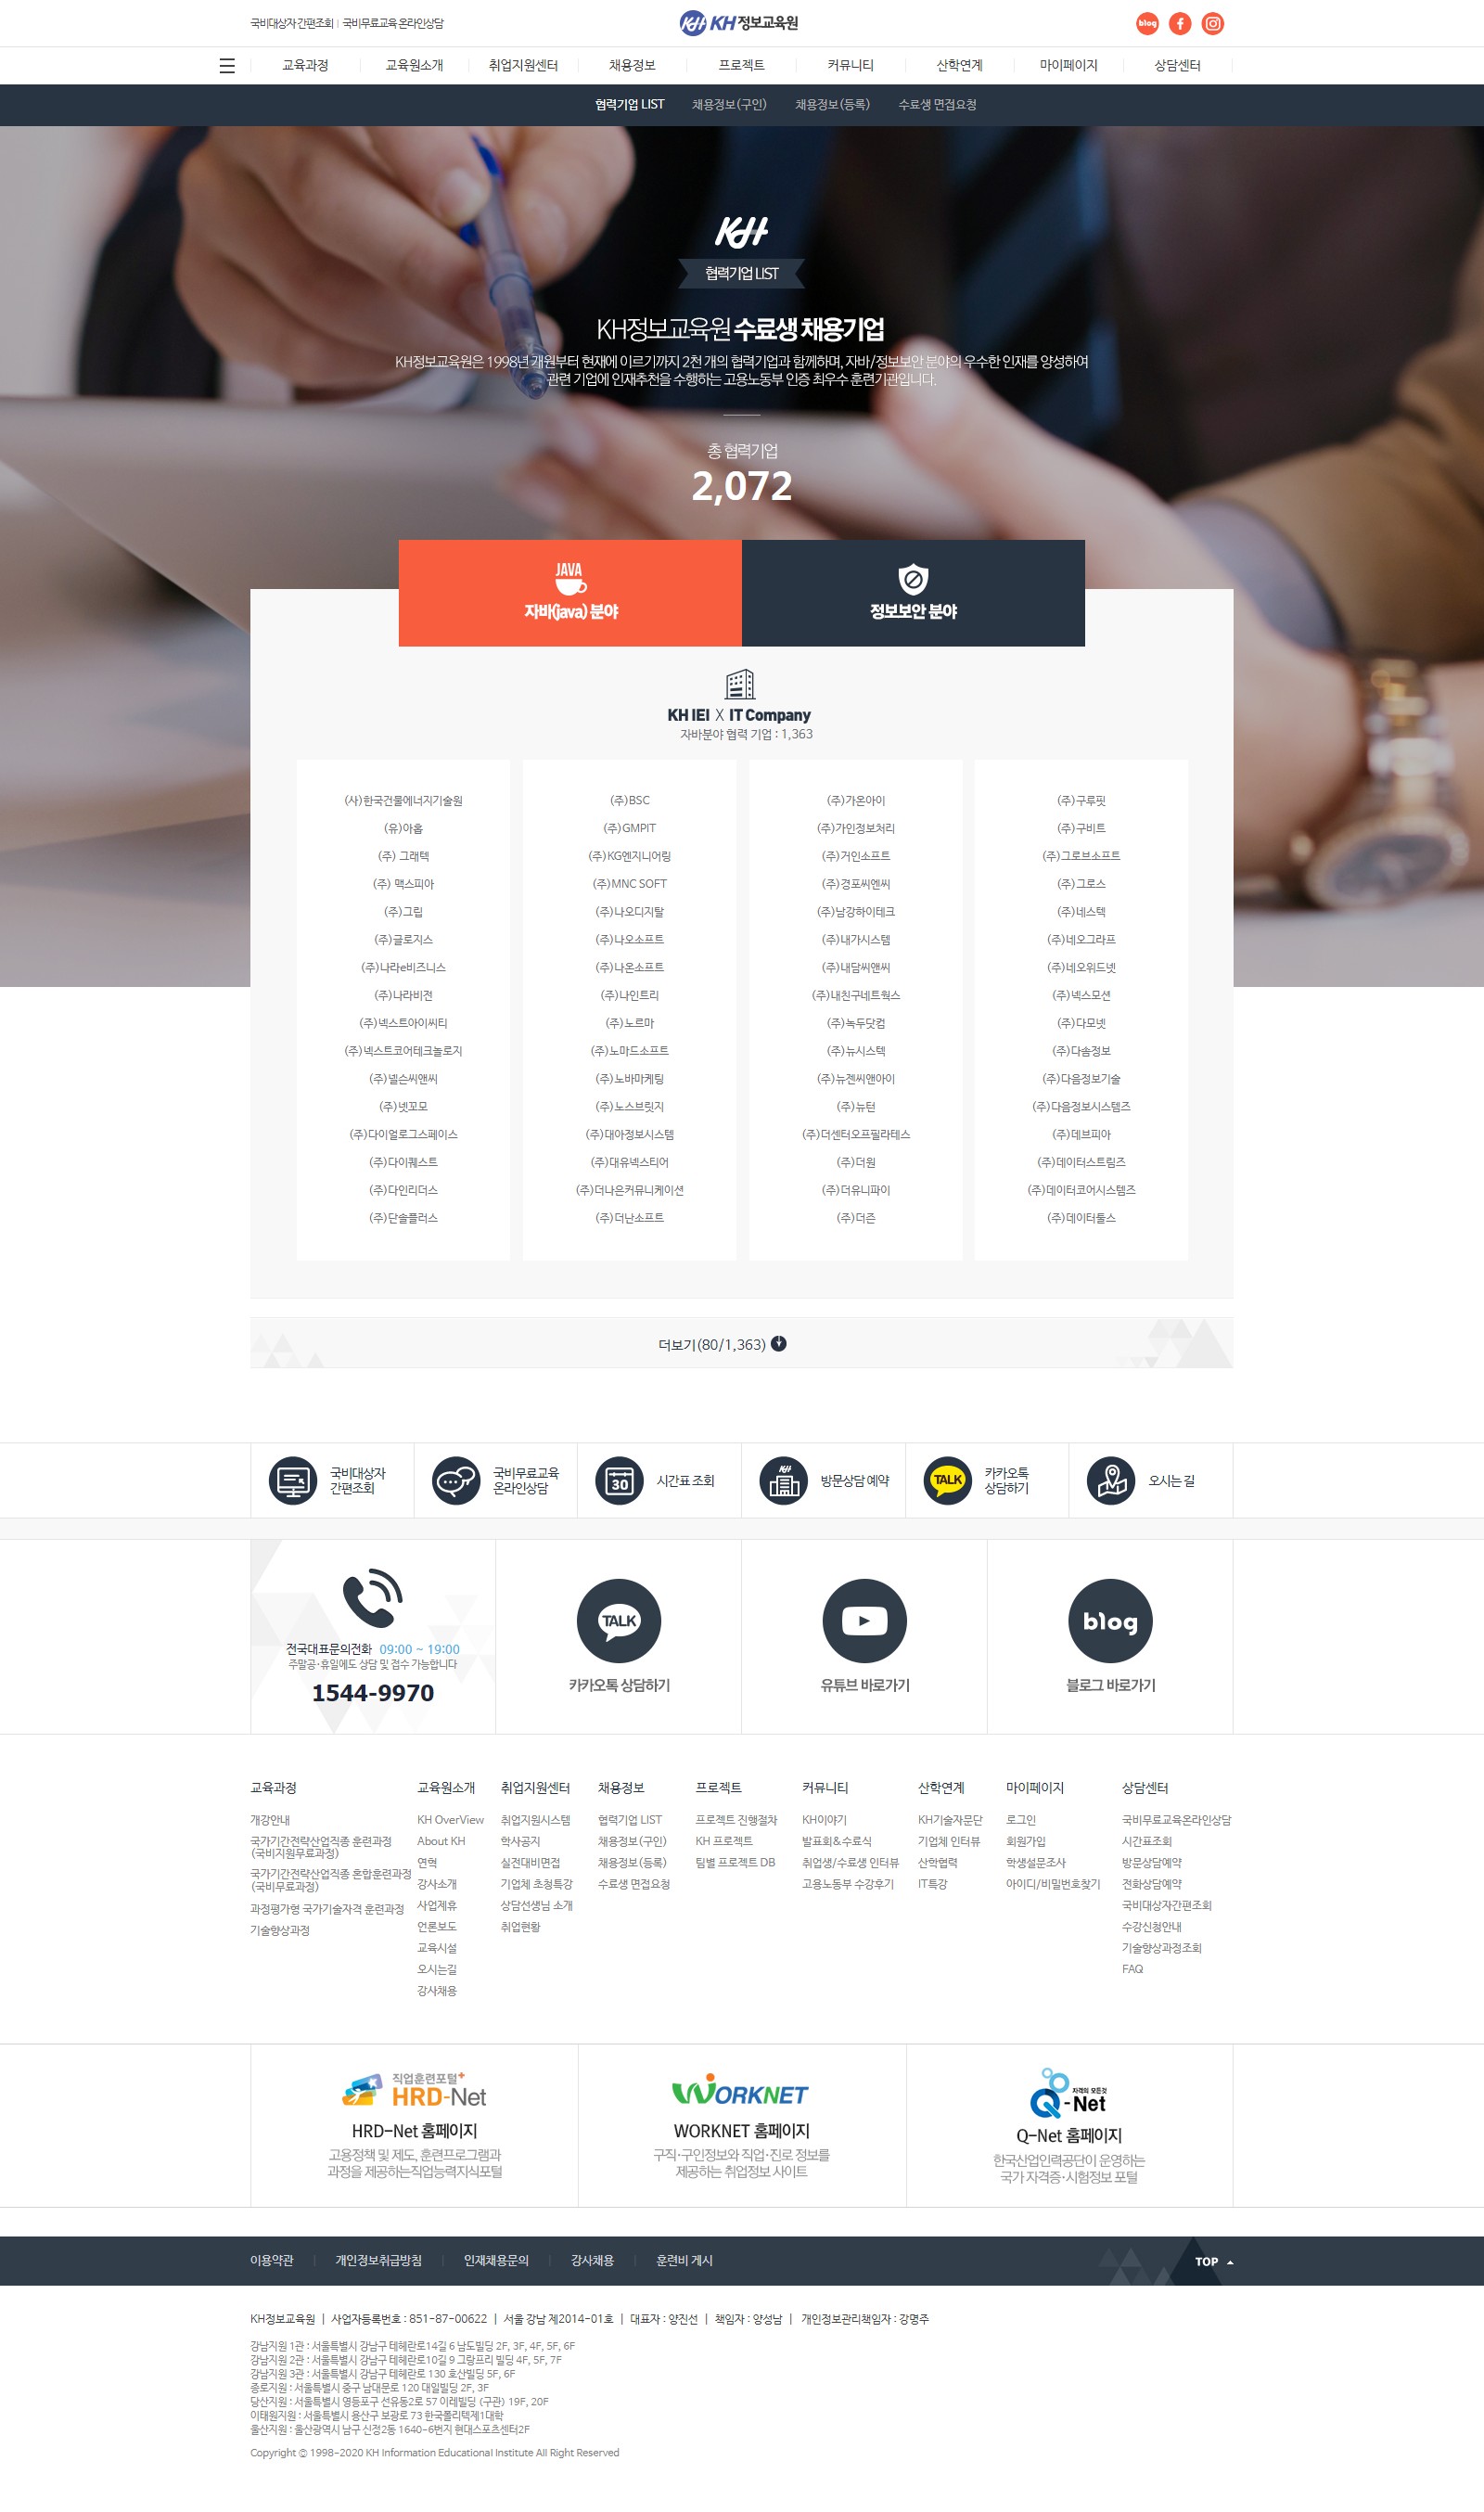 국비대상자 간편조회 | 국비무료교육 온라인상담
KH KH정보교육원
blog
교육과정 교육원소개 취업지원센터 채용정보 프로젝트 커뮤니티 산학연계 마이페이지 상담센터
협력기업 LIST 채용정보(구인) 채용정보(등록) 수료생 면접요청
KH
협력기업 LIST
KH정보교육원 수료생 채용기업
KH정보교육원은 1998년 개원부터 현재에 이르기까지 2천 개의 협력기업과 함께하며, 자바/정보보안 분야의 우수한 인재를 양성하여
관련 기업에 인재추천을 수행하는 고용노동부 인증 최우수 훈련기관입니다.
총 협력기업
2,072
JAVA
자바(java) 분야
정보보안 분야
KH IEI X IT Company
자바분야 협력 기업 : 1,363
(사)한국건물에너지기술원 (주)BSC (주)가온아이 (주)구루핏
(유)아홉 (주)GMPIT (주)가인정보처리 (주)구비트
(주) 그래텍 (주)KG엔지니어링 (주)거인소프트 (주)그로브소프트
(주) 맥스피아 (주)MNC SOFT (주)경포씨엔씨 (주)그로스
(주)그립 (주)나오디지탈 (주)남강하이테크 (주)네스텍
(주)글로지스 (주)나오소프트 (주)내가시스템 (주)네오그라프
(주)나라e비즈니스 (주)나온소프트 (주)내담씨앤씨 (주)네오위드넷
(주)나라비전 (주)나인트리 (주)내친구네트웍스 (주)넥스모션
(주)넥스트아이씨티 (주)노르마 (주)녹두닷컴 (주)다모넷
(주)넥스트코어테크놀로지 (주)노마드소프트 (주)뉴시스텍 (주)다솜정보
(주)넬슨씨앤씨 (주)노바마케팅 (주)뉴젠씨앤아이 (주)다음정보기술
(주)넷꼬모 (주)노스브릿지 (주)뉴턴 (주)다음정보시스템즈
(주)다이얼로그스페이스 (주)대아정보시스템 (주)더센터오프필라테스 (주)데브피아
(주)다이퀘스트 (주)대유넥스티어 (주)더원 (주)데이터스트림즈
(주)다인리더스 (주)더나은커뮤니케이션 (주)더유니파이 (주)데이터코어시스템즈
(주)단솔플러스 (주)더난소프트 (주)더즌 (주)데이터툴스
더보기(80/1,363)
국비대상자
간편조회
국비무료교육
온라인상담
30
시간표 조회
KH
방문상담 예약
TALK
카카오톡
상담하기
오시는 길
전국대표문의전화 09:00 ~ 19:00
주말공·휴일에도 상담 및 접수 가능합니다
1544-9970
TALK
카카오톡 상담하기
유튜브 바로가기
blog
블로그 바로가기
교육과정
개강안내
국가기간전략산업직종 훈련과정
(국비지원무료과정)
국가기간전략산업직종 혼합훈련과정
(국비무료과정)
과정평가형 국가기술자격 훈련과정
기술향상과정
교육원소개
KH OverView
About KH
연혁
강사소개
사업제휴
언론보도
교육시설
오시는길
강사채용
취업지원센터
취업지원시스템
학사공지
실전대비면접
기업체 초청특강
상담선생님 소개
취업현황
채용정보
협력기업 LIST
채용정보(구인)
채용정보(등록)
수료생 면접요청
프로젝트
프로젝트 진행절차
KH 프로젝트
팀별 프로젝트 DB
커뮤니티
KH이야기
발표회&수료식
취업생/수료생 인터뷰
고용노동부 수강후기
산학연계
KH기술자문단
기업체 인터뷰
산학협력
IT특강
마이페이지
로그인
회원가입
학생설문조사
아이디/비밀번호찾기
상담센터
국비무료교육온라인상담
시간표조회
방문상담예약
전화상담예약
국비대상자간편조회
수강신청안내
기술향상과정조회
FAQ
직업훈련포털+
HRD-Net
HRD-Net 홈페이지
고용정책 및 제도, 훈련프로그램과
과정을 제공하는직업능력지식포털
WORKNET
WORKNET 홈페이지
구직·구인정보와 직업·진로 정보를
제공하는 취업정보 사이트
자격의 모든것
Q-Net
Q-Net 홈페이지
한국산업인력공단이 운영하는
국가 자격증·시험정보 포털
이용약관 | 개인정보취급방침 | 인재채용문의 | 강사채용 | 훈련비 게시
TOP
KH정보교육원 | 사업자등록번호 : 851-87-00622 | 서울 강남 제2014-01호 | 대표자 : 양진선 | 책임자 : 양성남 | 개인정보관리책임자 : 강명주
강남지원 1관 : 서울특별시 강남구 테헤란로14길 6 남도빌딩 2F, 3F, 4F, 5F, 6F
강남지원 2관 : 서울특별시 강남구 테헤란로10길 9 그랑프리 빌딩 4F, 5F, 7F
강남지원 3관 : 서울특별시 강남구 테헤란로 130 호산빌딩 5F, 6F
종로지원 : 서울특별시 중구 남대문로 120 대일빌딩 2F, 3F
당산지원 : 서울특별시 영등포구 선유동2로 57 이레빌딩 (구관) 19F, 20F
이태원지원 : 서울특별시 용산구 보광로 73 한국폴리텍제1대학
울산지원 : 울산광역시 남구 신정2동 1640-6번지 현대스포츠센터2F
Copyright © 1998-2020 KH Information Educational Institute All Right Reserved